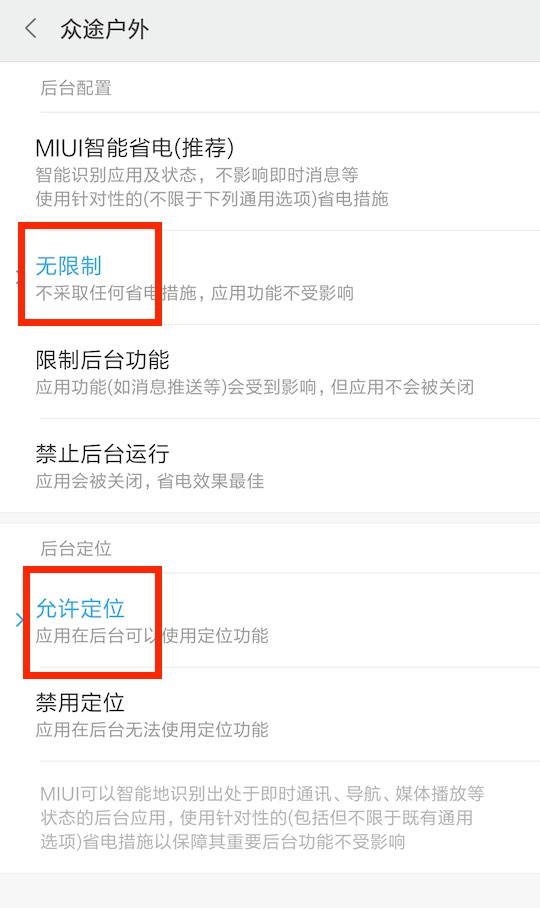 众途户外
后台配置
MIUI智能省电(推荐)
智能识别应用及状态，不影响即时消息等
使用针对性的(不限于下列通用选项)省电措施
无限制
不采取任何省电措施，应用功能不受影响
限制后台功能
应用功能(如消息推送等)会受到影响，但应用不会被关闭
禁止后台运行
应用会被关闭，省电效果最佳
后台定位
允许定位
应用在后台可以使用定位功能
禁用定位
应用在后台无法使用定位功能
MIUI可以智能地识别出处于即时通讯、导航、媒体播放等
状态的后台应用，使用针对性的(包括但不限于既有通用
选项)省电措施以保障其重要后台功能不受影响